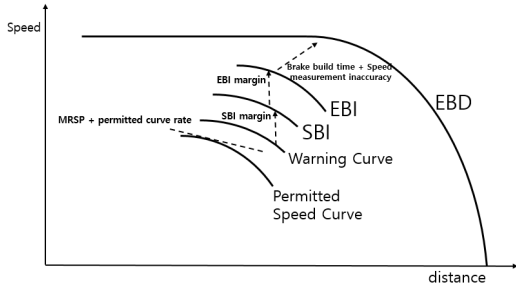 Speed
Brake build time + Speed
measurement inaccuracy
EBI margin
EBD
EBI
SBI margin
MRSP + permitted curve rate
SBI
Warning Curve
Permitted
Speed Curve
distance